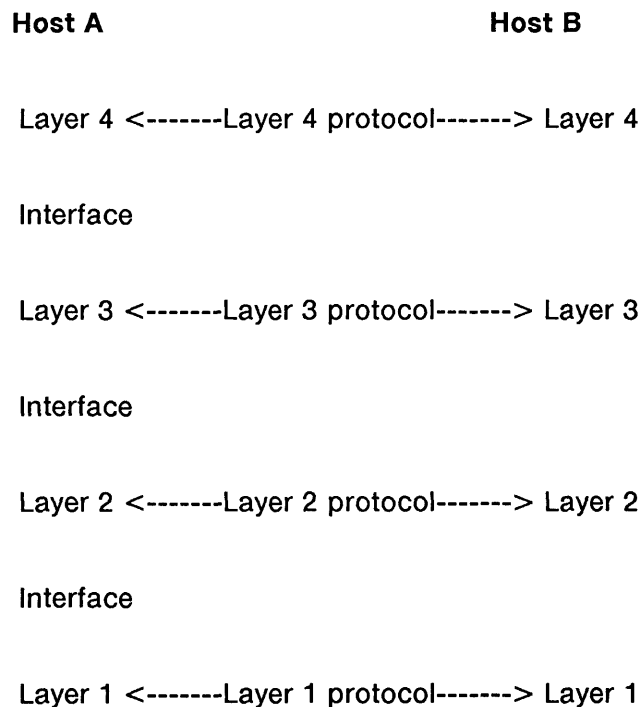 Host A Host B
Layer 4 <-------Layer 4 protocol-------> Layer 4
Interface
Layer 3 <-------Layer 3 protocol-------> Layer 3
Interface
Layer 2 <-------Layer 2 protocol-------> Layer 2
Interface
Layer 1 <-------Layer 1 protocol-------> Layer 1